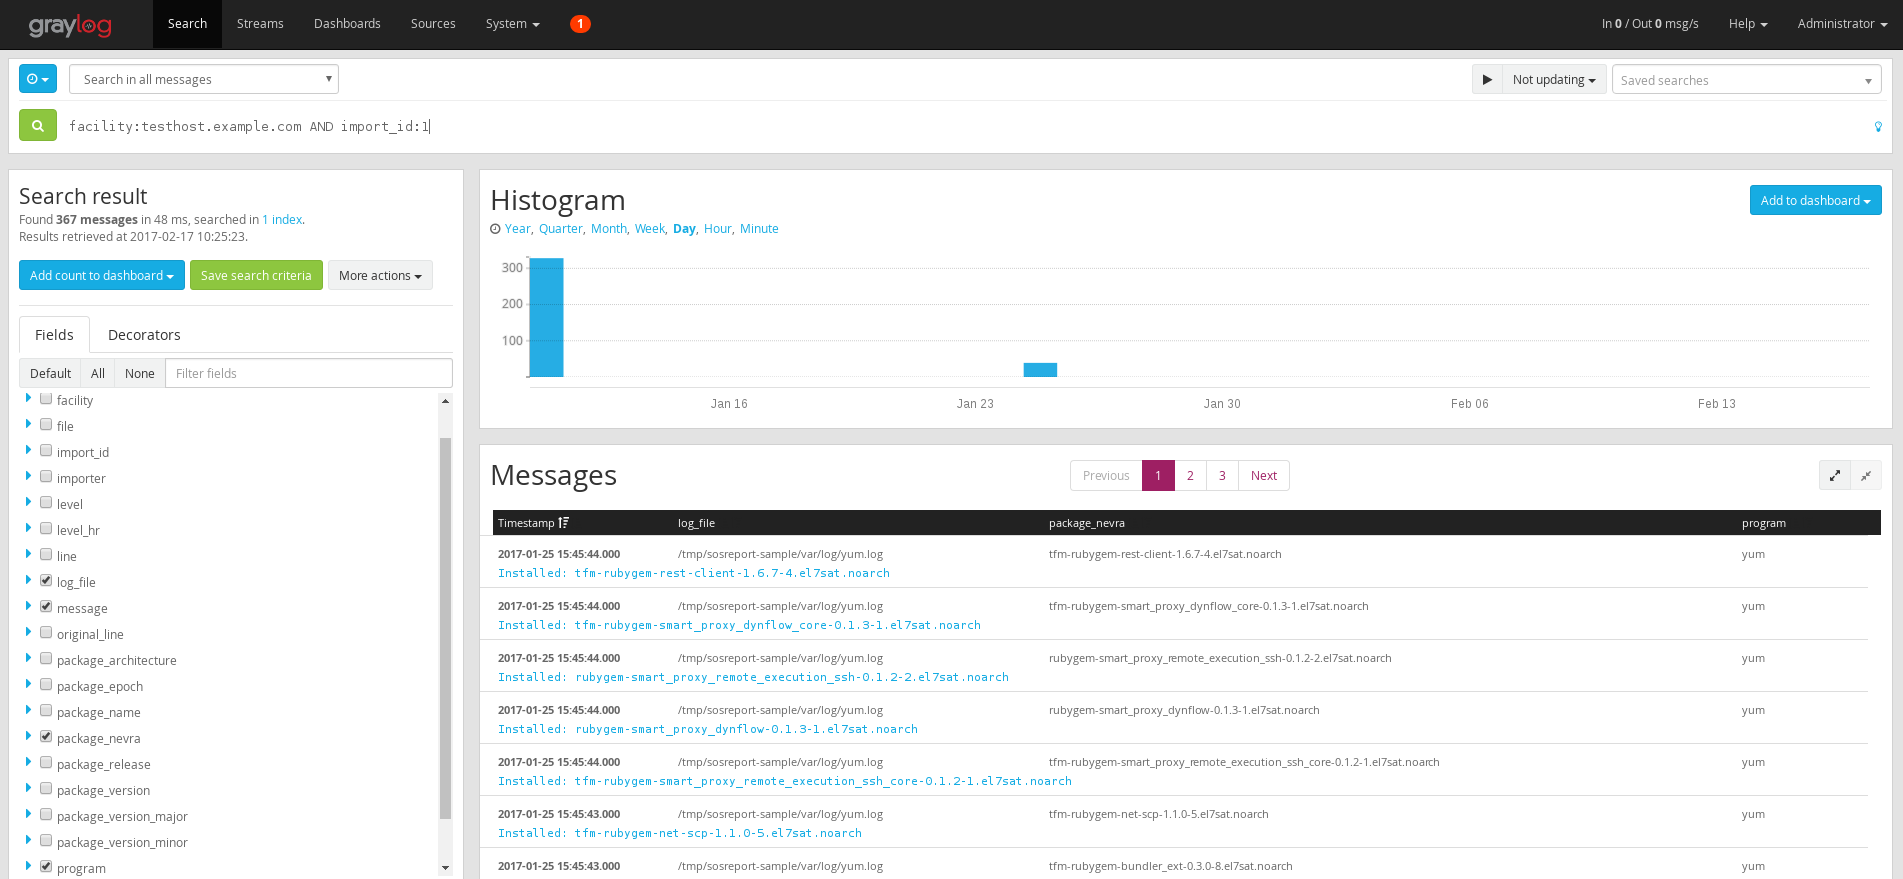 graylog Search Streams Dashboards Sources System 1 In 0 / Out 0 msg/s Help Administrator
Search in all messages Not updating Saved searches
facility:testhost.example.com AND import_id:1
Search result
Found 367 messages in 48 ms, searched in 1 index.
Results retrieved at 2017-02-17 10:25:23.
Add count to dashboard Save search criteria More actions
Fields Decorators
Default All None Filter fields
facility
file
import_id
importer
level
level_hr
line
log_file
message
original_line
package_architecture
package_epoch
package_name
package_nevra
package_release
package_version
package_version_major
package_version_minor
program
Histogram
Add to dashboard
Year, Quarter, Month, Week, Day, Hour, Minute
300
200
100
Jan 16 Jan 23 Jan 30 Feb 06 Feb 13
Messages
Previous 1 2 3 Next
Timestamp log_file package_nevra program
2017-01-25 15:45:44.000 /tmp/sosreport-sample/var/log/yum.log tfm-rubygem-rest-client-1.6.7-4.el7sat.noarch yum
Installed: tfm-rubygem-rest-client-1.6.7-4.el7sat.noarch
2017-01-25 15:45:44.000 /tmp/sosreport-sample/var/log/yum.log tfm-rubygem-smart_proxy_dynflow_core-0.1.3-1.el7sat.noarch yum
Installed: tfm-rubygem-smart_proxy_dynflow_core-0.1.3-1.el7sat.noarch
2017-01-25 15:45:44.000 /tmp/sosreport-sample/var/log/yum.log rubygem-smart_proxy_remote_execution_ssh-0.1.2-2.el7sat.noarch yum
Installed: rubygem-smart_proxy_remote_execution_ssh-0.1.2-2.el7sat.noarch
2017-01-25 15:45:44.000 /tmp/sosreport-sample/var/log/yum.log rubygem-smart_proxy_dynflow-0.1.3-1.el7sat.noarch yum
Installed: rubygem-smart_proxy_dynflow-0.1.3-1.el7sat.noarch
2017-01-25 15:45:44.000 /tmp/sosreport-sample/var/log/yum.log tfm-rubygem-smart_proxy_remote_execution_ssh_core-0.1.2-1.el7sat.noarch yum
Installed: tfm-rubygem-smart_proxy_remote_execution_ssh_core-0.1.2-1.el7sat.noarch
2017-01-25 15:45:43.000 /tmp/sosreport-sample/var/log/yum.log tfm-rubygem-net-scp-1.1.0-5.el7sat.noarch yum
Installed: tfm-rubygem-net-scp-1.1.0-5.el7sat.noarch
2017-01-25 15:45:43.000 /tmp/sosreport-sample/var/log/yum.log tfm-rubygem-bundler_ext-0.3.0-8.el7sat.noarch yum